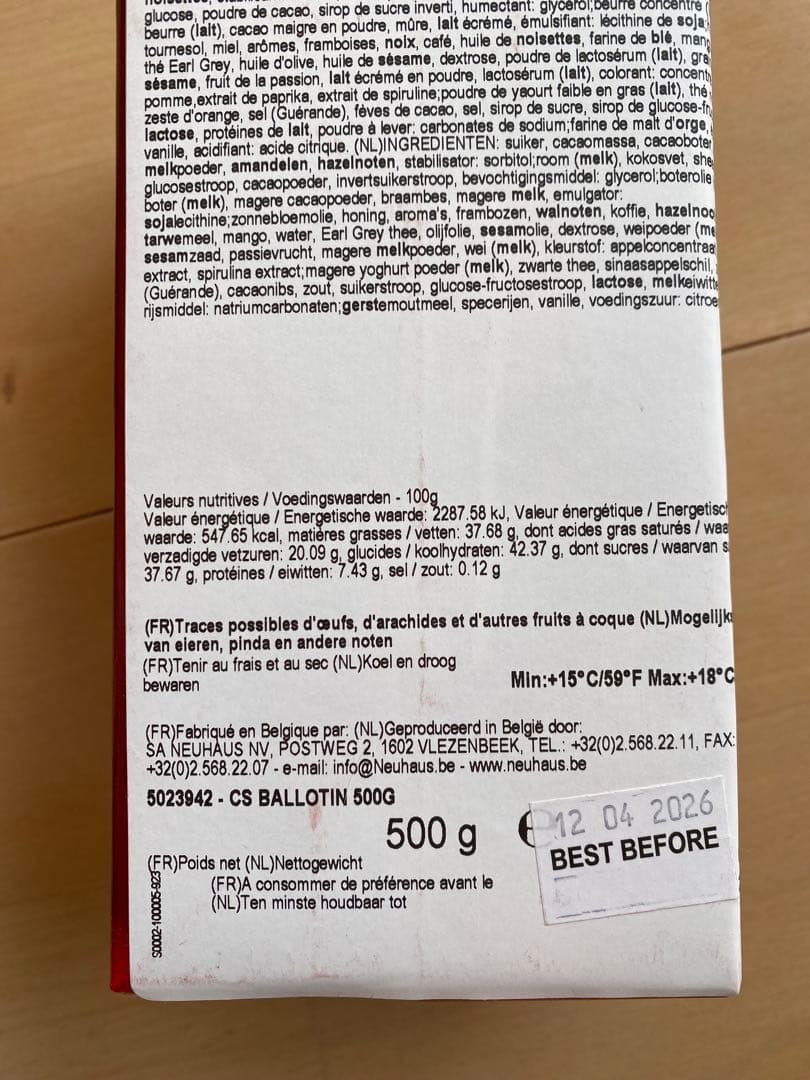 glucose, poudre de cacao, sirop de sucre inverti, humectant: glycérol;beurre concentré (
beurre (lait), cacao maigre en poudre, mûre, lait écrémé, émulsifiant: lécithine de soja;
tournesol, miel, arômes, framboises, noix, café, huile de noisettes, farine de blé, mang
thé Earl Grey, huile d'olive, huile de sésame, dextrose, poudre de lactosérum (lait), gra
sésame, fruit de la passion, lait écrémé en poudre, lactosérum (lait), colorant: concent
pomme,extrait de paprika, extrait de spiruline;poudre de yaourt faible en gras (lait), thé
zeste d'orange, sel (Guérande), fèves de cacao, sel, sirop de sucre, sirop de glucose-fr
lactose, protéines de lait, poudre à lever: carbonates de sodium;farine de malt d'orge,
vanille, acidifiant: acide citrique. (NL)INGREDIENTEN: suiker, cacaomassa, cacaoboter
melkpoeder, amandelen, hazelnoten, stabilisator: sorbitol;room (melk), kokosvet, she
glucosestroop, cacaopoeder, invertsuikerstroop, bevochtigingsmiddel: glycerol;boterolie
boter (melk), magere cacaopoeder, braambes, magere melk, emulgator:
sojalecithine;zonnebloemolie, honing, aroma's, frambozen, walnoten, koffie, hazelnoo
tarwemeel, mango, water, Earl Grey thee, olijfolie, sesamolie, dextrose, weipoeder (me
sesamzaad, passievrucht, magere melkpoeder, wei (melk), kleurstof: appelconcentraa
extract, spirulina extract;magere yoghurt poeder (melk), zwarte thee, sinaasappelschil,
(Guérande), cacaonibs, zout, suikerstroop, glucose-fructosestroop, lactose, melkeiwitte
rijsmiddel: natriumcarbonaten;gerstemoutmeel, specerijen, vanille, voedingszuur: citroe
Valeurs nutritives / Voedingswaarden - 100g
Valeur énergétique / Energetische waarde: 2287.58 kJ, Valeur énergétique / Energetisch
waarde: 547.65 kcal, matières grasses / vetten: 37.68 g, dont acides gras saturés / waa
verzadigde vetzuren: 20.09 g, glucides / koolhydraten: 42.37 g, dont sucres / waarvan s
37.67 g, protéines / eiwitten: 7.43 g, sel / zout: 0.12 g
(FR)Traces possibles d'œufs, d'arachides et d'autres fruits à coque (NL)Mogelijks
van eieren, pinda en andere noten
(FR)Tenir au frais et au sec (NL)Koel en droog
bewaren
Min:+15°C/59°F Max:+18°C
(FR)Fabriqué en Belgique par: (NL)Geproduceerd in België door:
SA NEUHAUS NV, POSTWEG 2, 1602 VLEZENBEEK, TEL.: +32(0)2.568.22.11, FAX:
+32(0)2.568.22.07 - e-mail: info@Neuhaus.be - www.neuhaus.be
5023942 - CS BALLOTIN 500G
500 g e
12 04 2026
BEST BEFORE
(FR)Poids net (NL)Nettogewicht
(FR)A consommer de préférence avant le
(NL)Ten minste houdbaar tot
S0002-100005-923